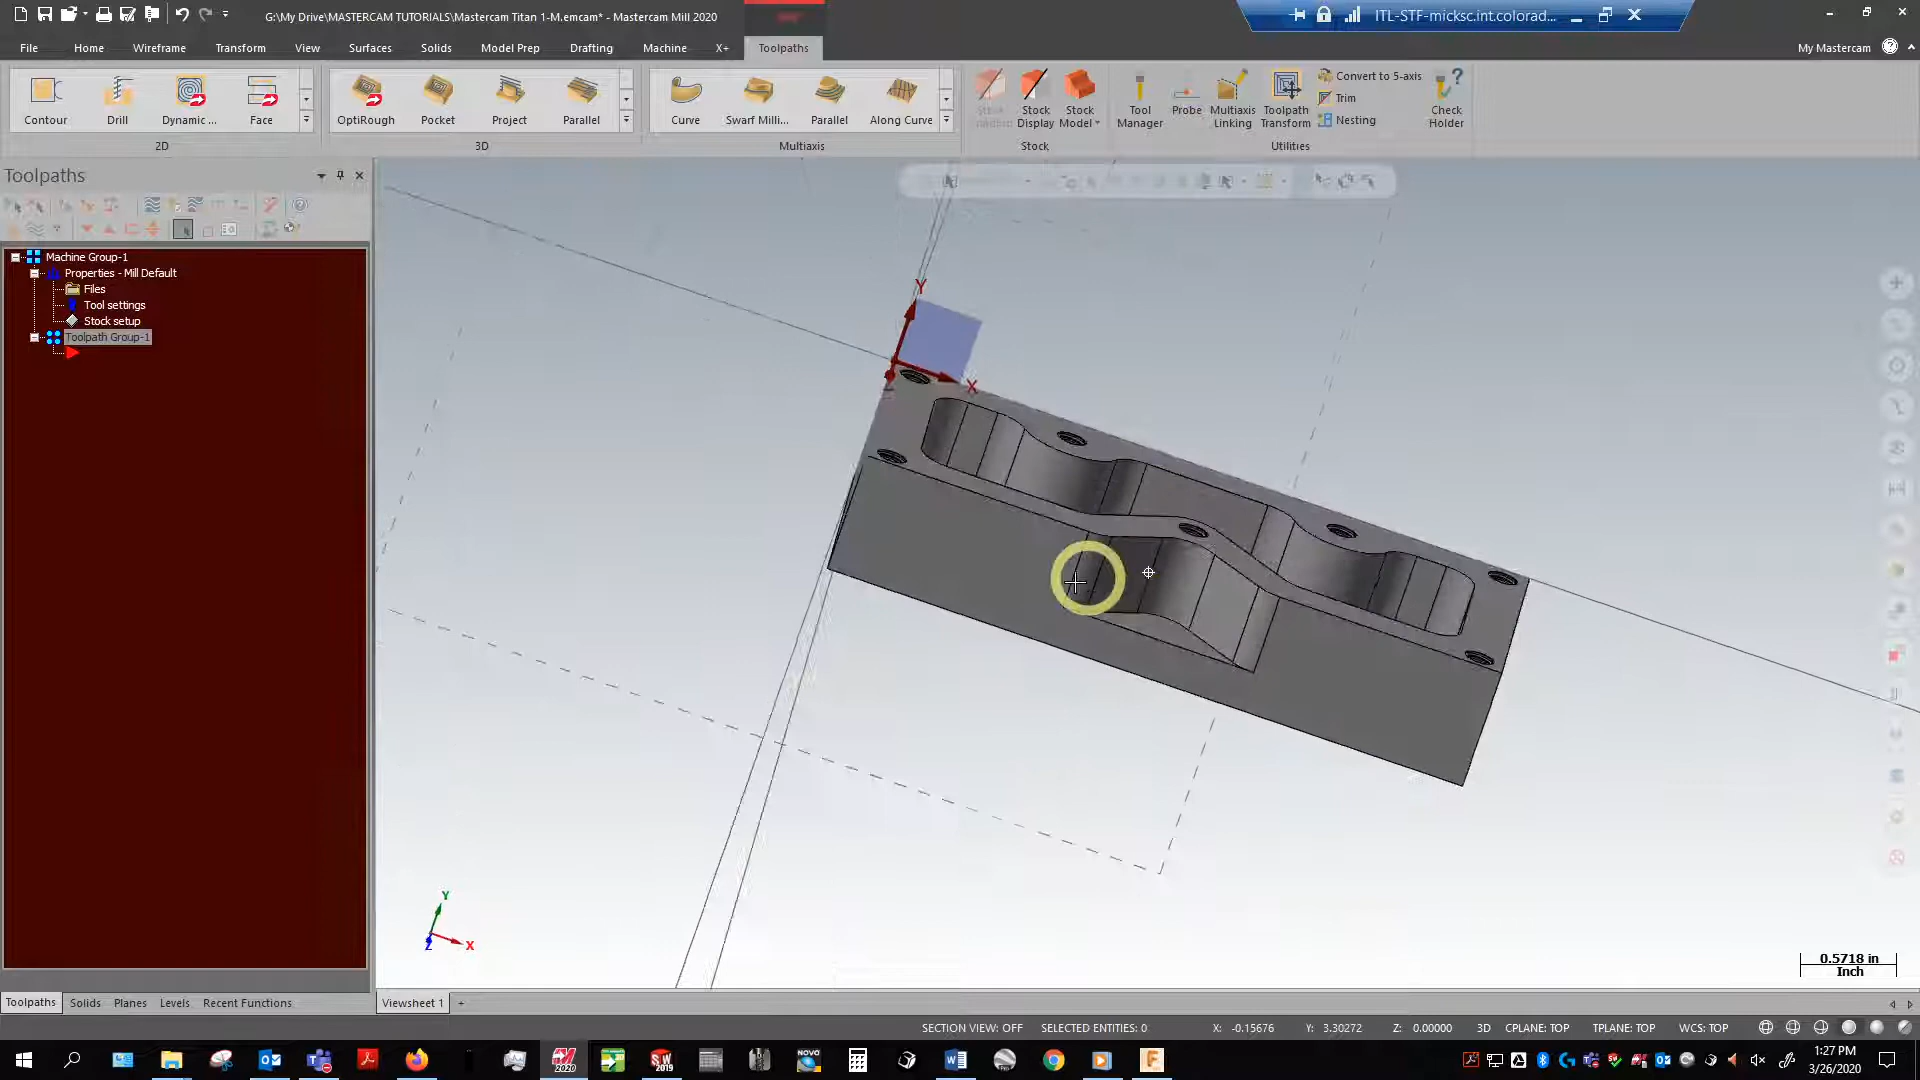 G:\My Drive\MASTERCAM TUTORIALS\Mastercam Titan 1-M.emcam* - Mastercam Mill 2020
ITL-STF-micksc.int.colorad...
File Home Wireframe Transform View Surfaces Solids Model Prep Drafting Machine X+ Toolpaths
My Mastercam
Contour Drill Dynamic ... Face
OptiRough Pocket Project Parallel
Curve Swarf Milli... Parallel Along Curve
Stock Display
Stock Model
Tool Manager
Probe
Multiaxis Linking
Toolpath Transform
Convert to 5-axis
Trim
Nesting
Check Holder
2D 3D Multiaxis Stock Utilities
Toolpaths
Machine Group-1
Properties - Mill Default
Files
Tool settings
Stock setup
Toolpath Group-1
Y
X
Y
X
Z
0.5718 in
Inch
Toolpaths Solids Planes Levels Recent Functions
Viewsheet 1 +
SECTION VIEW: OFF SELECTED ENTITIES: 0 X: -0.15676 Y: 3.30272 Z: 0.00000 3D CPLANE: TOP TPLANE: TOP WCS: TOP
2020
SW
2019
NOVO
1:27 PM
3/26/2020